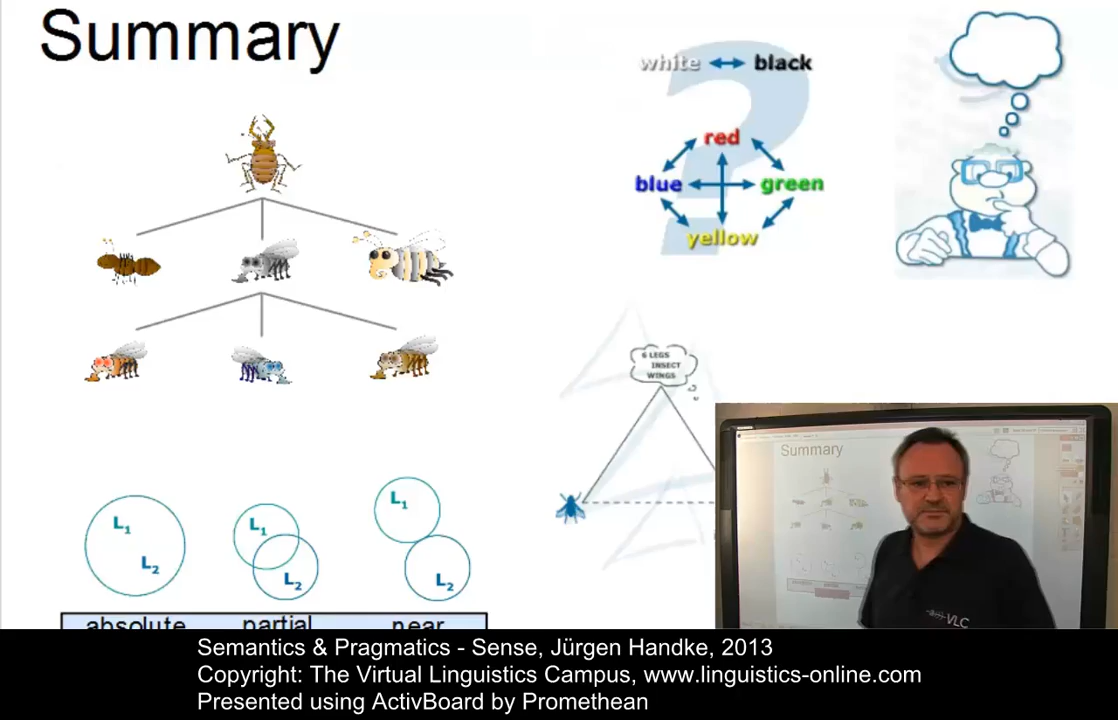 Summary
white black
red
blue green
yellow
6 LEGS
INSECT
WINGS
L1
L2
L1
L2
L1
L2
absolute partial near
Summary
VLC
Semantics & Pragmatics - Sense, Jürgen Handke, 2013
Copyright: The Virtual Linguistics Campus, www.linguistics-online.com
Presented using ActivBoard by Promethean